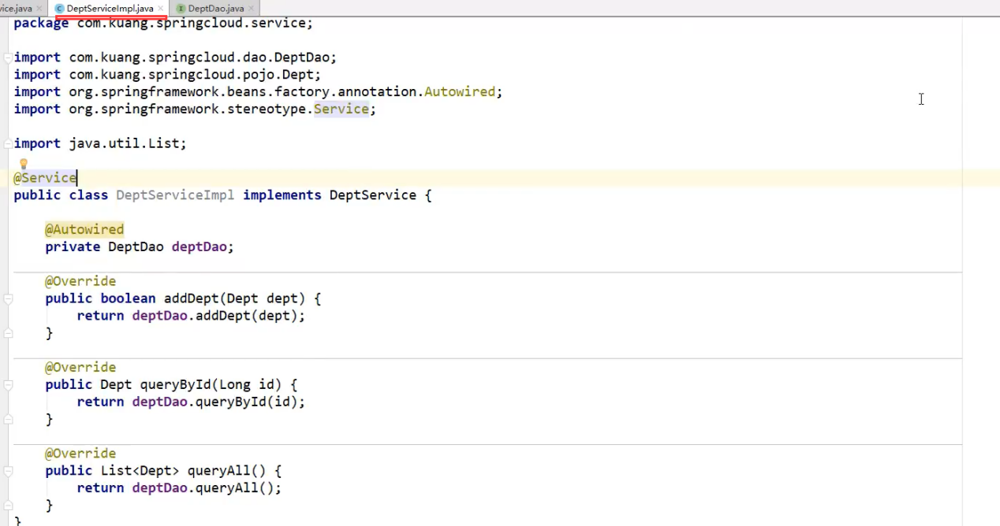 vice.java × DeptServiceImpl.java × DeptDao.java ×
package com.kuang.springcloud.service;
import com.kuang.springcloud.dao.DeptDao;
import com.kuang.springcloud.pojo.Dept;
import org.springframework.beans.factory.annotation.Autowired;
import org.springframework.stereotype.Service;
import java.util.List;
@Service
public class DeptServiceImpl implements DeptService {
@Autowired
private DeptDao deptDao;
@Override
public boolean addDept(Dept dept) {
return deptDao.addDept(dept);
}
@Override
public Dept queryById(Long id) {
return deptDao.queryById(id);
}
@Override
public List<Dept> queryAll() {
return deptDao.queryAll();
}
}